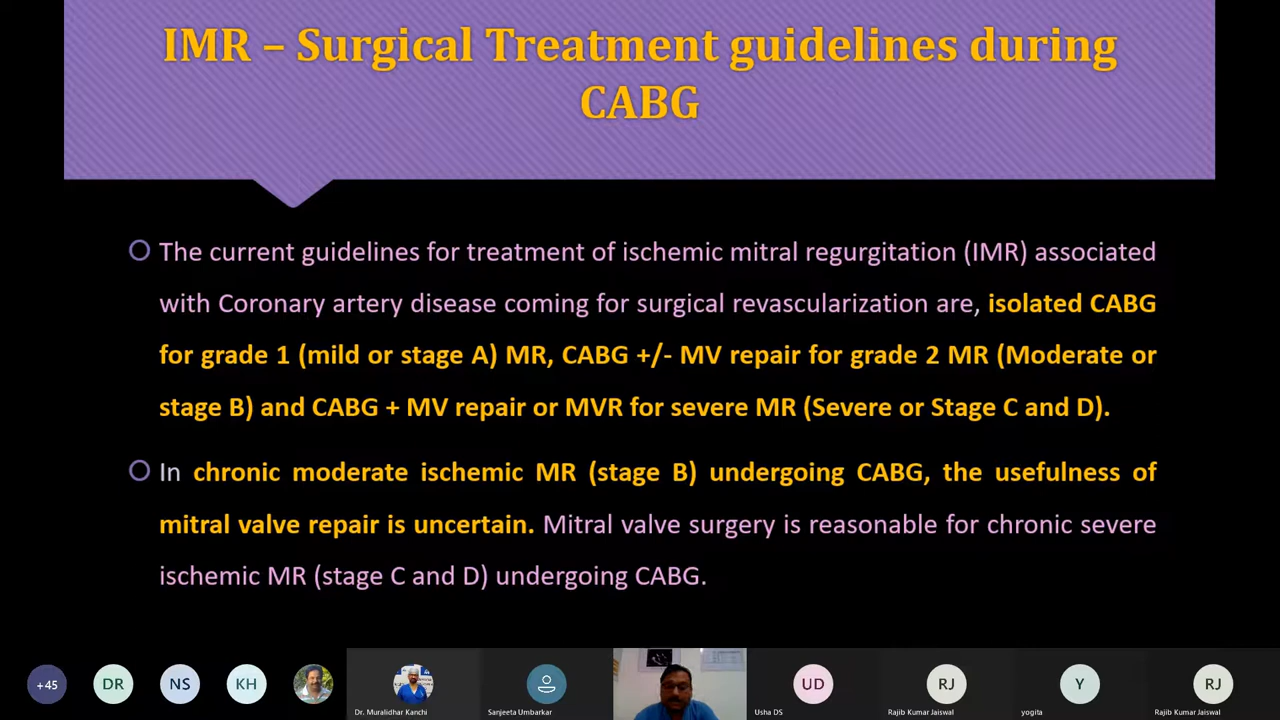 IMR – Surgical Treatment guidelines during
CABG
The current guidelines for treatment of ischemic mitral regurgitation (IMR) associated
with Coronary artery disease coming for surgical revascularization are, isolated CABG
for grade 1 (mild or stage A) MR, CABG +/- MV repair for grade 2 MR (Moderate or
stage B) and CABG + MV repair or MVR for severe MR (Severe or Stage C and D).
In chronic moderate ischemic MR (stage B) undergoing CABG, the usefulness of
mitral valve repair is uncertain. Mitral valve surgery is reasonable for chronic severe
ischemic MR (stage C and D) undergoing CABG.
+45
DR
NS
KH
UD
RJ
Y
RJ
Dr. Muralidhar Kanchi
Sanjeeta Umbarkar
Usha DS
Rajib Kumar Jaiswal
yogita
Rajib Kumar Jaiswal